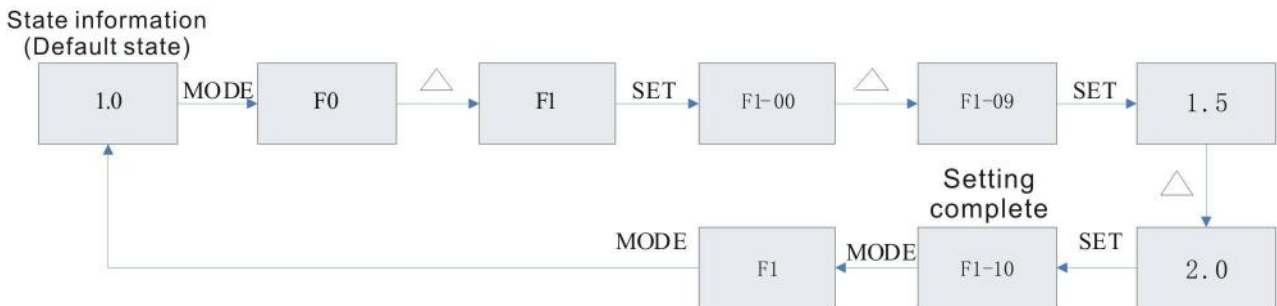 State information
(Default state)
1.0
MODE
F0
△
F1
SET
F1-00
△
F1-09
SET
1.5
△
Setting
complete
MODE
F1
MODE
F1-10
SET
2.0